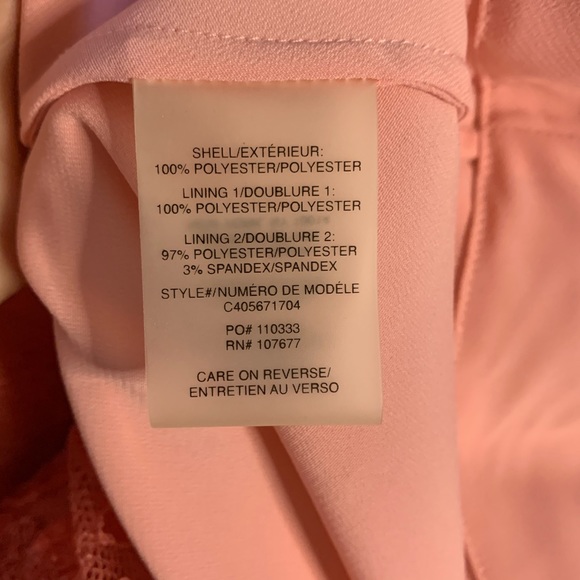 SHELL/EXTÉRIEUR:
100% POLYESTER/POLYESTER
LINING 1/DOUBLURE 1:
100% POLYESTER/POLYESTER
LINING 2/DOUBLURE 2:
97% POLYESTER/POLYESTER
3% SPANDEX/SPANDEX
STYLE#/NUMÉRO DE MODÈLE
C405671704
PO# 110333
RN# 107677
CARE ON REVERSE/
ENTRETIEN AU VERSO